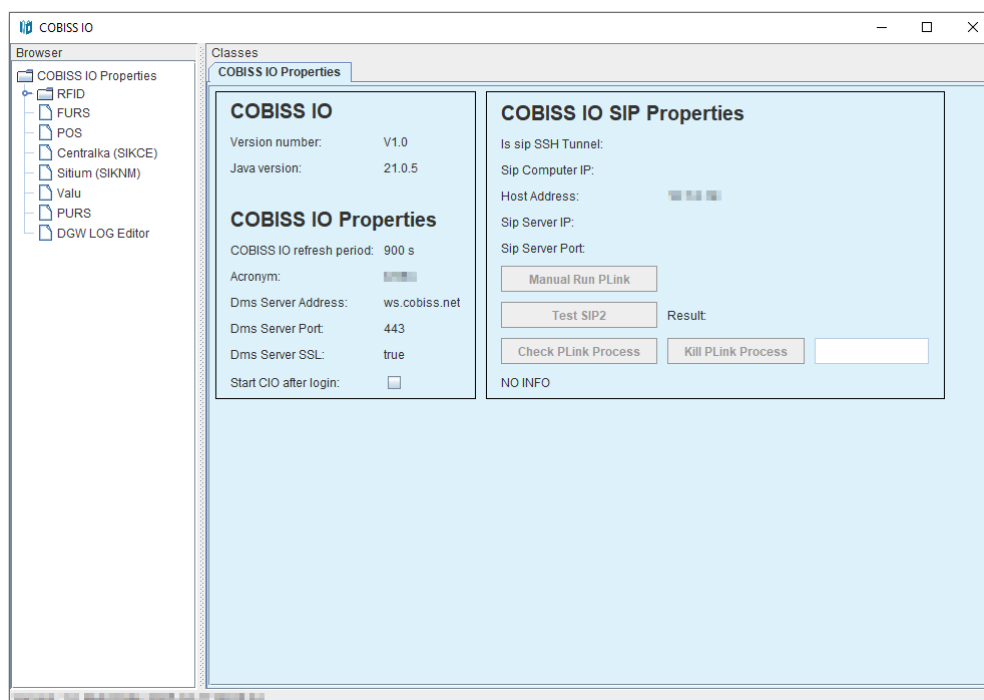 COBISS IO
Browser
COBISS IO Properties
RFID
FURS
POS
Centralka (SIKCE)
Sitium (SIKNM)
Valu
PURS
DGW LOG Editor
Classes
COBISS IO Properties
COBISS IO
Version number: V1.0
Java version: 21.0.5
COBISS IO Properties
COBISS IO refresh period: 900 s
Acronym:
Dms Server Address: ws.cobiss.net
Dms Server Port: 443
Dms Server SSL: true
Start CIO after login:
COBISS IO SIP Properties
Is sip SSH Tunnel:
Sip Computer IP:
Host Address:
Sip Server IP:
Sip Server Port:
Manual Run PLink
Test SIP2 Result:
Check PLink Process Kill PLink Process
NO INFO